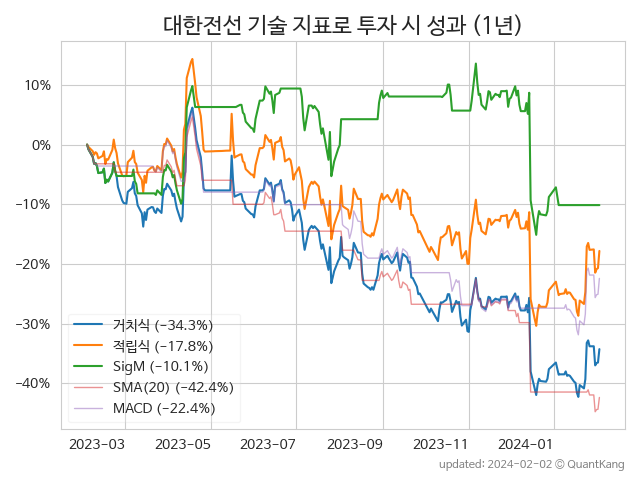 대한전선 기술 지표로 투자 시 성과 (1년)
10%
0%
−10%
−20%
−30%
−40%
거치식 (−34.3%)
적립식 (−17.8%)
SigM (−10.1%)
SMA(20) (−42.4%)
MACD (−22.4%)
2023−03
2023−05
2023−07
2023−09
2023−11
2024−01
updated: 2024−02−02 © QuantKang